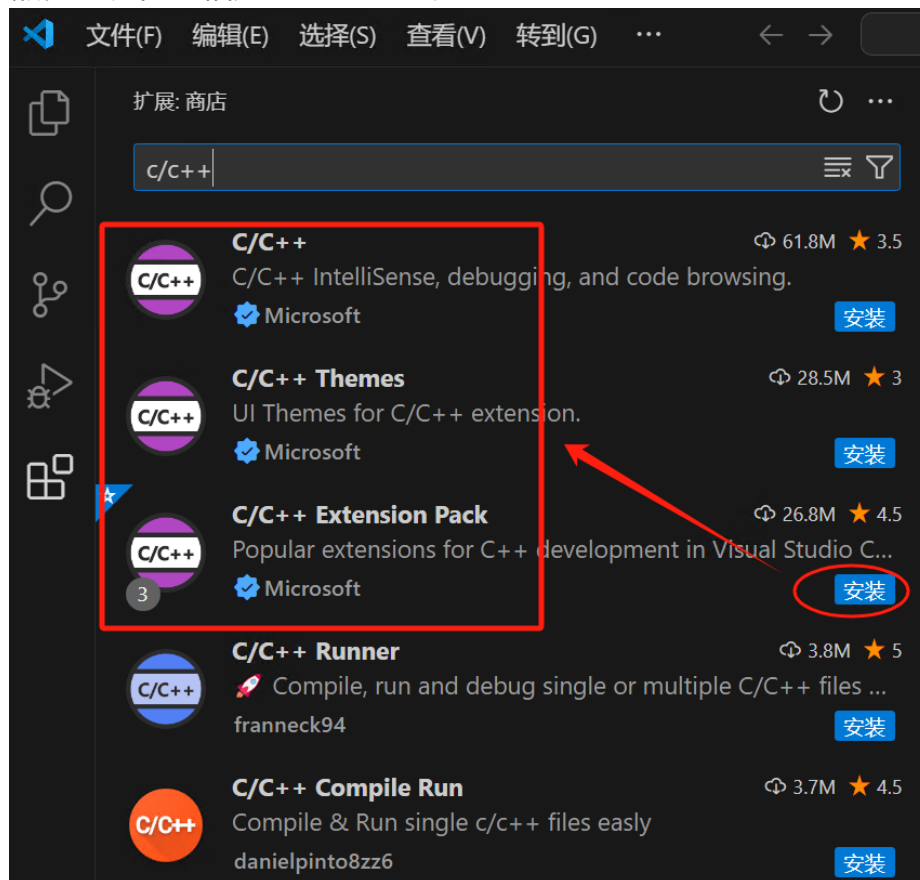 文件(F) 编辑(E) 选择(S) 查看(V) 转到(G) ···
扩展: 商店
c/c++
C/C++ 61.8M ★ 3.5
C/C++ C/C++ IntelliSense, debugging, and code browsing.
Microsoft 安装
C/C++ Themes 28.5M ★ 3
C/C++ UI Themes for C/C++ extension.
Microsoft 安装
C/C++ Extension Pack 26.8M ★ 4.5
C/C++ Popular extensions for C++ development in Visual Studio C...
3 Microsoft 安装
C/C++ Runner 3.8M ★ 5
C/C++ 🚀 Compile, run and debug single or multiple C/C++ files ...
franneck94 安装
C/C++ Compile Run 3.7M ★ 4.5
C/C++ Compile & Run single c/c++ files easly
danielpinto8zz6 安装